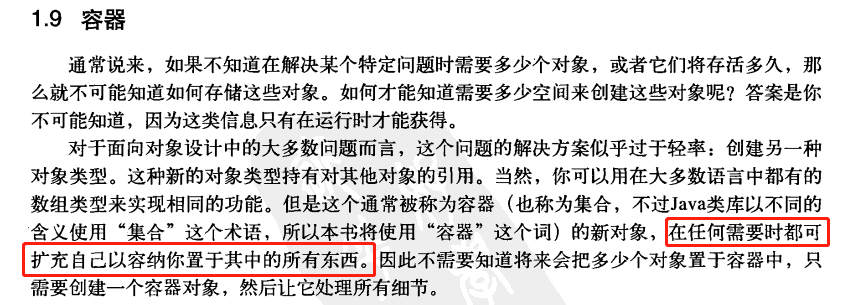 1.9 容器
通常说来，如果不知道在解决某个特定问题时需要多少个对象，或者它们将存活多久，那
么就不可能知道如何存储这些对象。如何才能知道需要多少空间来创建这些对象呢？答案是你
不可能知道，因为这类信息只有在运行时才能获得。
对于面向对象设计中的大多数问题而言，这个问题的解决方案似乎过于轻率：创建另一种
对象类型。这种新的对象类型持有对其他对象的引用。当然，你可以用在大多数语言中都有的
数组类型来实现相同的功能。但是这个通常被称为容器（也称为集合，不过Java类库以不同的
含义使用“集合”这个术语，所以本书将使用“容器”这个词）的新对象，在任何需要时都可
扩充自己以容纳你置于其中的所有东西。因此不需要知道将来会把多少个对象置于容器中，只
需要创建一个容器对象，然后让它处理所有细节。